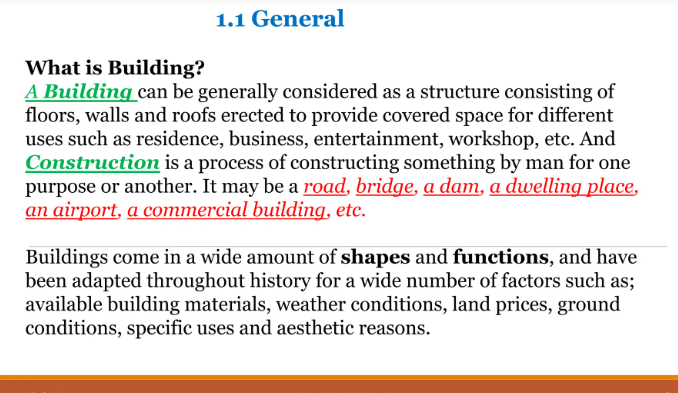 1.1 General
What is Building?
A Building can be generally considered as a structure consisting of
floors, walls and roofs erected to provide covered space for different
uses such as residence, business, entertainment, workshop, etc. And
Construction is a process of constructing something by man for one
purpose or another. It may be a road, bridge, a dam, a dwelling place,
an airport, a commercial building, etc.
Buildings come in a wide amount of shapes and functions, and have
been adapted throughout history for a wide number of factors such as;
available building materials, weather conditions, land prices, ground
conditions, specific uses and aesthetic reasons.